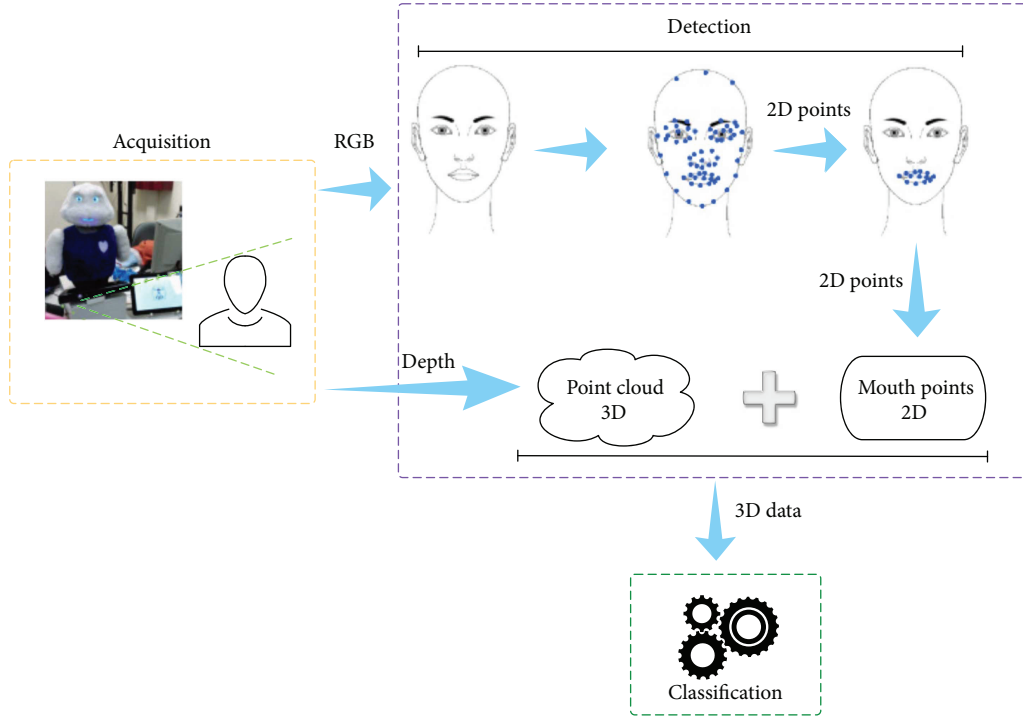 Detection
Acquisition
RGB
2D points
2D points
Depth
Point cloud
3D
Mouth points
2D
3D data
Classification